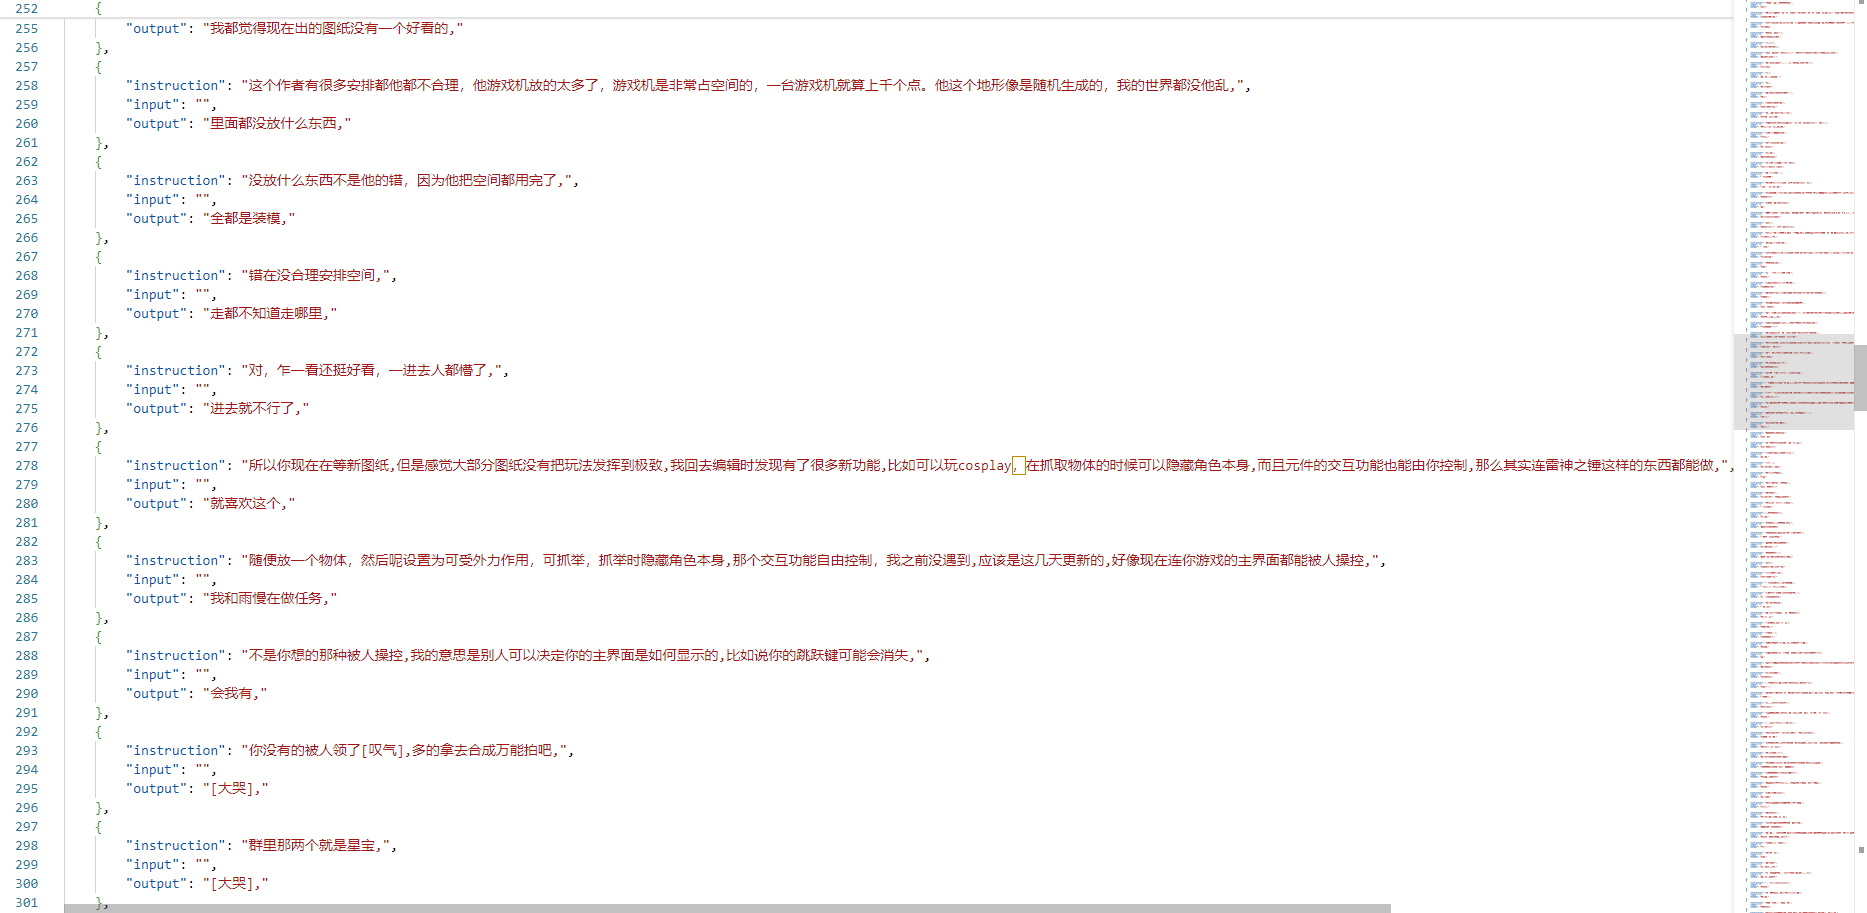 252 {
255 "output": "我都觉得现在出的图纸没有一个好看的,"
256 },
257 {
258 "instruction": "这个作者有很多安排都他都不合理，他游戏机放的太多了，游戏机是非常占空间的，一台游戏机就算上千个点。他这个地形像是随机生成的，我的世界都没他乱,",
259 "input": "",
260 "output": "里面都没放什么东西,"
261 },
262 {
263 "instruction": "没放什么东西不是他的错，因为他把空间都用完了,",
264 "input": "",
265 "output": "全都是装模,"
266 },
267 {
268 "instruction": "错在没合理安排空间,",
269 "input": "",
270 "output": "走都不知道走哪里,"
271 },
272 {
273 "instruction": "对，乍一看还挺好看，一进去人都懵了,",
274 "input": "",
275 "output": "进去就不行了,"
276 },
277 {
278 "instruction": "所以你现在在等新图纸,但是感觉大部分图纸没有把玩法发挥到极致,我回去编辑时发现有了很多新功能,比如可以玩cosplay，在抓取物体的时候可以隐藏角色本身,而且元件的交互功能也能由你控制,那么其实连雷神之锤这样的东西都能做,",
279 "input": "",
280 "output": "就喜欢这个,"
281 },
282 {
283 "instruction": "随便放一个物体，然后呢设置为可受外力作用，可抓举，抓举时隐藏角色本身,那个交互功能自由控制，我之前没遇到,应该是这几天更新的,好像现在连你游戏的主界面都能被人操控,",
284 "input": "",
285 "output": "我和雨慢在做任务,"
286 },
287 {
288 "instruction": "不是你想的那种被人操控,我的意思是别人可以决定你的主界面是如何显示的,比如说你的跳跃键可能会消失,",
289 "input": "",
290 "output": "会我有,"
291 },
292 {
293 "instruction": "你没有的被人领了[叹气],多的拿去合成万能拍吧,",
294 "input": "",
295 "output": "[大哭],"
296 },
297 {
298 "instruction": "群里那两个就是星宝,",
299 "input": "",
300 "output": "[大哭],"
301 },